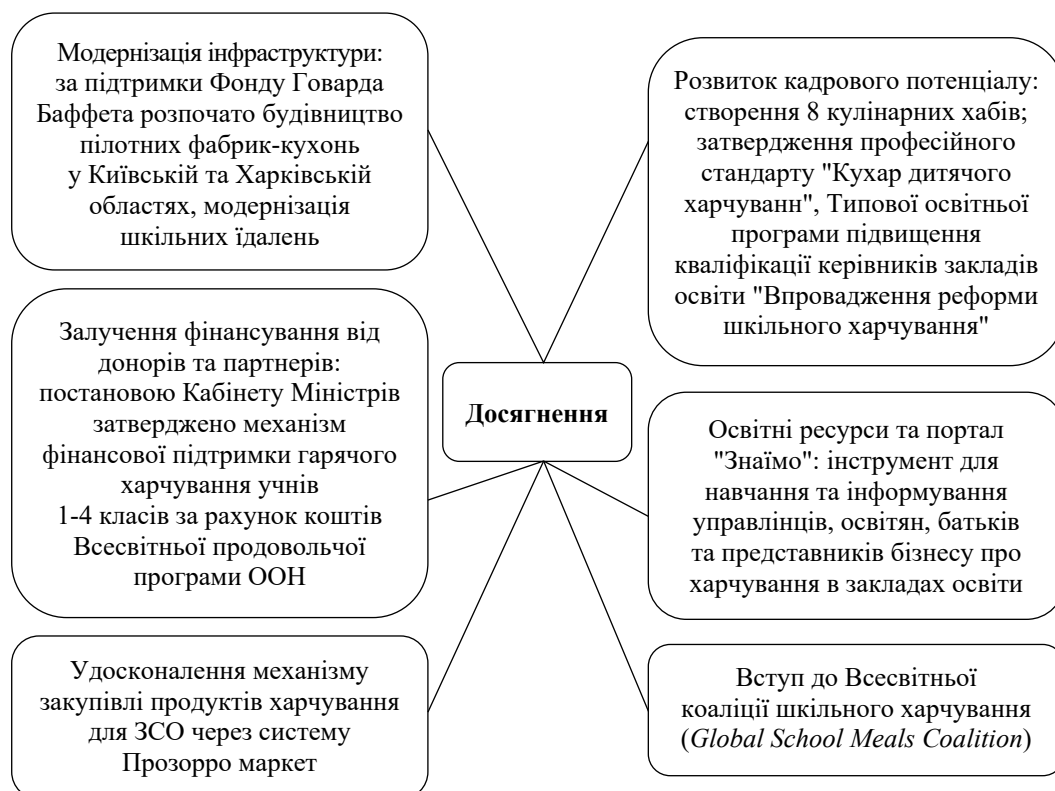 Модернізація інфраструктури:
за підтримки Фонду Говарда
Баффета розпочато будівництво
пілотних фабрик-кухонь
у Київській та Харківській
областях, модернізація
шкільних їдалень
Залучення фінансування від
донорів та партнерів:
постановою Кабінету Міністрів
затверджено механізм
фінансової підтримки гарячого
харчування учнів
1-4 класів за рахунок коштів
Всесвітньої продовольчої
програми ООН
Удосконалення механізму
закупівлі продуктів харчування
для ЗСО через систему
Прозорро маркет
Досягнення
Розвиток кадрового потенціалу:
створення 8 кулінарних хабів;
затвердження професійного
стандарту "Кухар дитячого
харчуванн", Типової освітньої
програми підвищення
кваліфікації керівників закладів
освіти "Впровадження реформи
шкільного харчування"
Освітні ресурси та портал
"Знаїмо": інструмент для
навчання та інформування
управлінців, освітян, батьків
та представників бізнесу про
харчування в закладах освіти
Вступ до Всесвітньої
коаліції шкільного харчування
(Global School Meals Coalition)